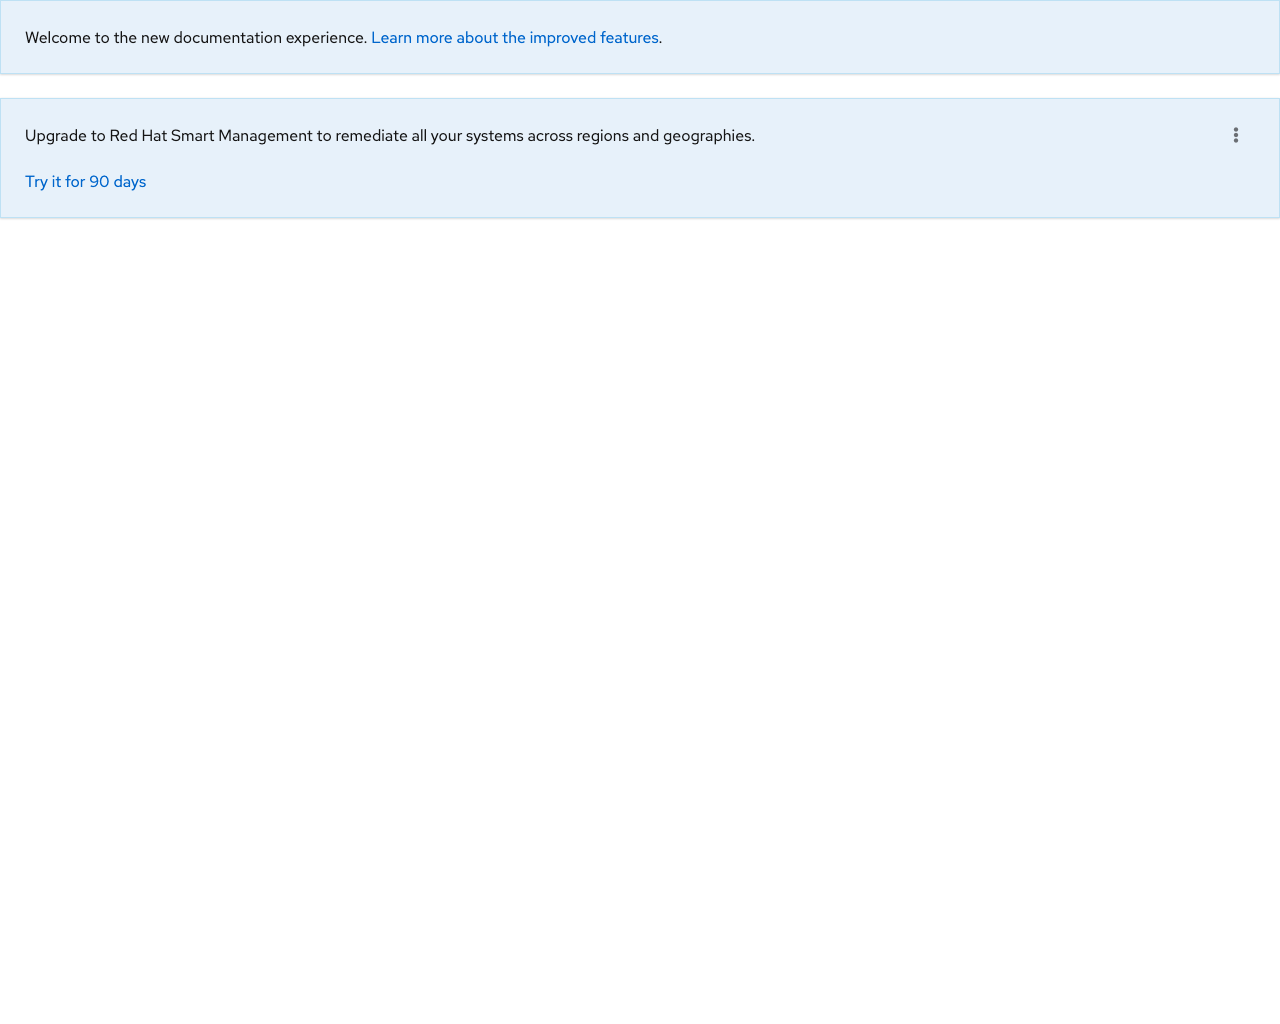 Welcome to the new documentation experience. Learn more about the improved features.
Upgrade to Red Hat Smart Management to remediate all your systems across regions and geographies.
Try it for 90 days